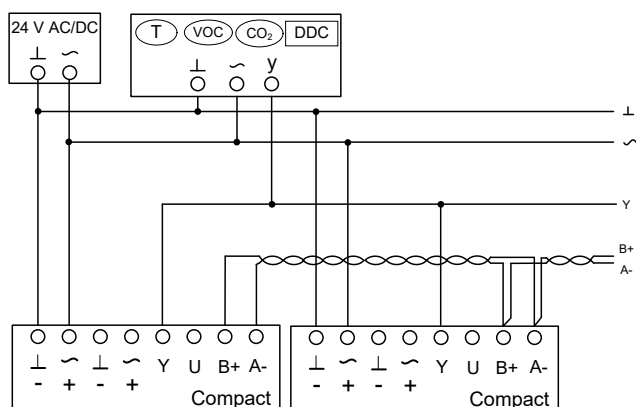 24 V AC/DC
⊥ ~
T VOC CO₂ DDC
⊥ ~ y
⊥
~
Y
B+
A-
⊥ ~ ⊥ ~ Y U B+ A-
- + - +
Compact
⊥ ~ ⊥ ~ Y U B+ A-
- + - +
Compact